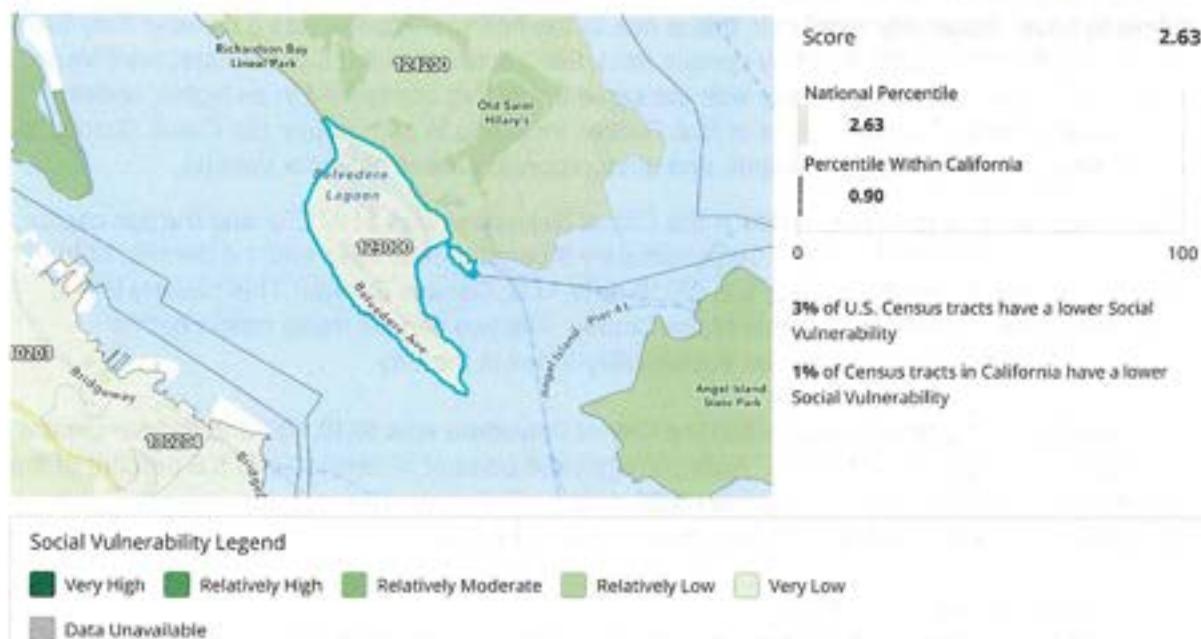 Richardson Bay
Lineal Park
124200
Old Saint
Hilary's
Belvedere
Lagoon
123000
Belvedere Ave
Angel Island - Pier 41
Angel Island
State Park
30203
Bridgeway
130204
Bridge
Score 2.63
National Percentile
2.63
Percentile Within California
0.90
0 100
3% of U.S. Census tracts have a lower Social
Vulnerability
1% of Census tracts in California have a lower
Social Vulnerability
Social Vulnerability Legend
Very High Relatively High Relatively Moderate Relatively Low Very Low
Data Unavailable